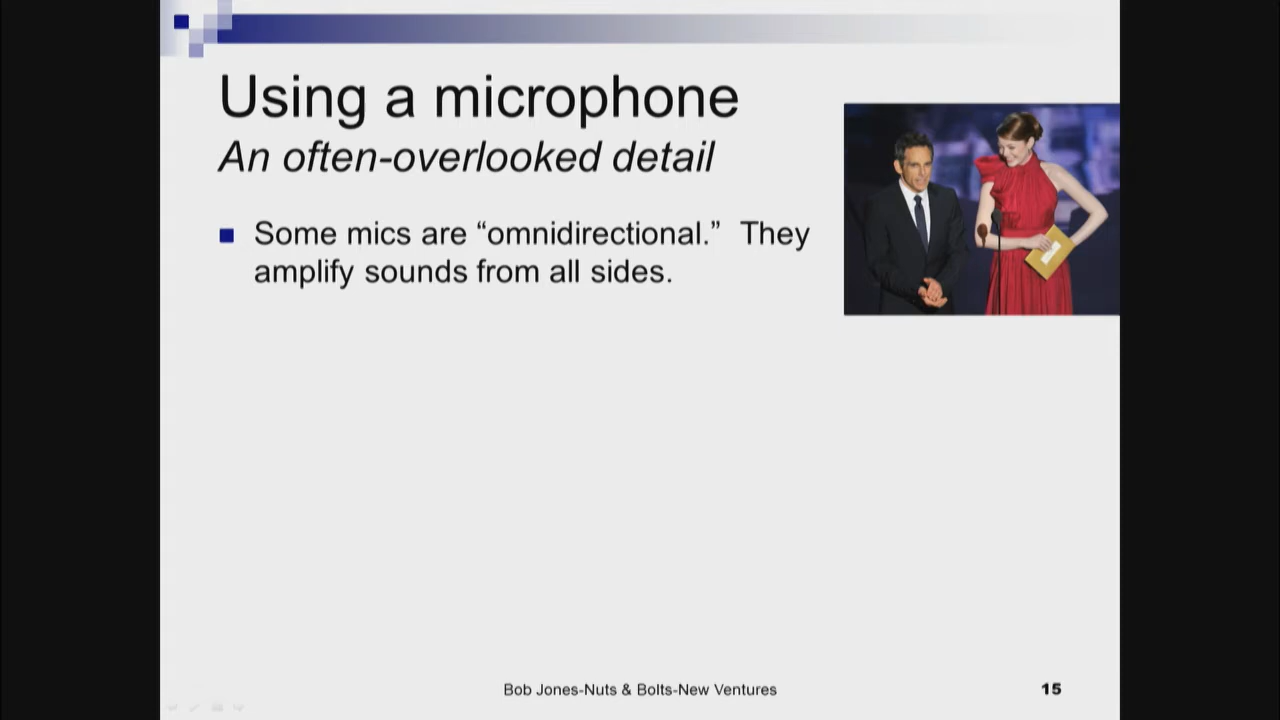 Using a microphone
An often-overlooked detail
Some mics are “omnidirectional.” They
amplify sounds from all sides.
Bob Jones-Nuts & Bolts-New Ventures
15